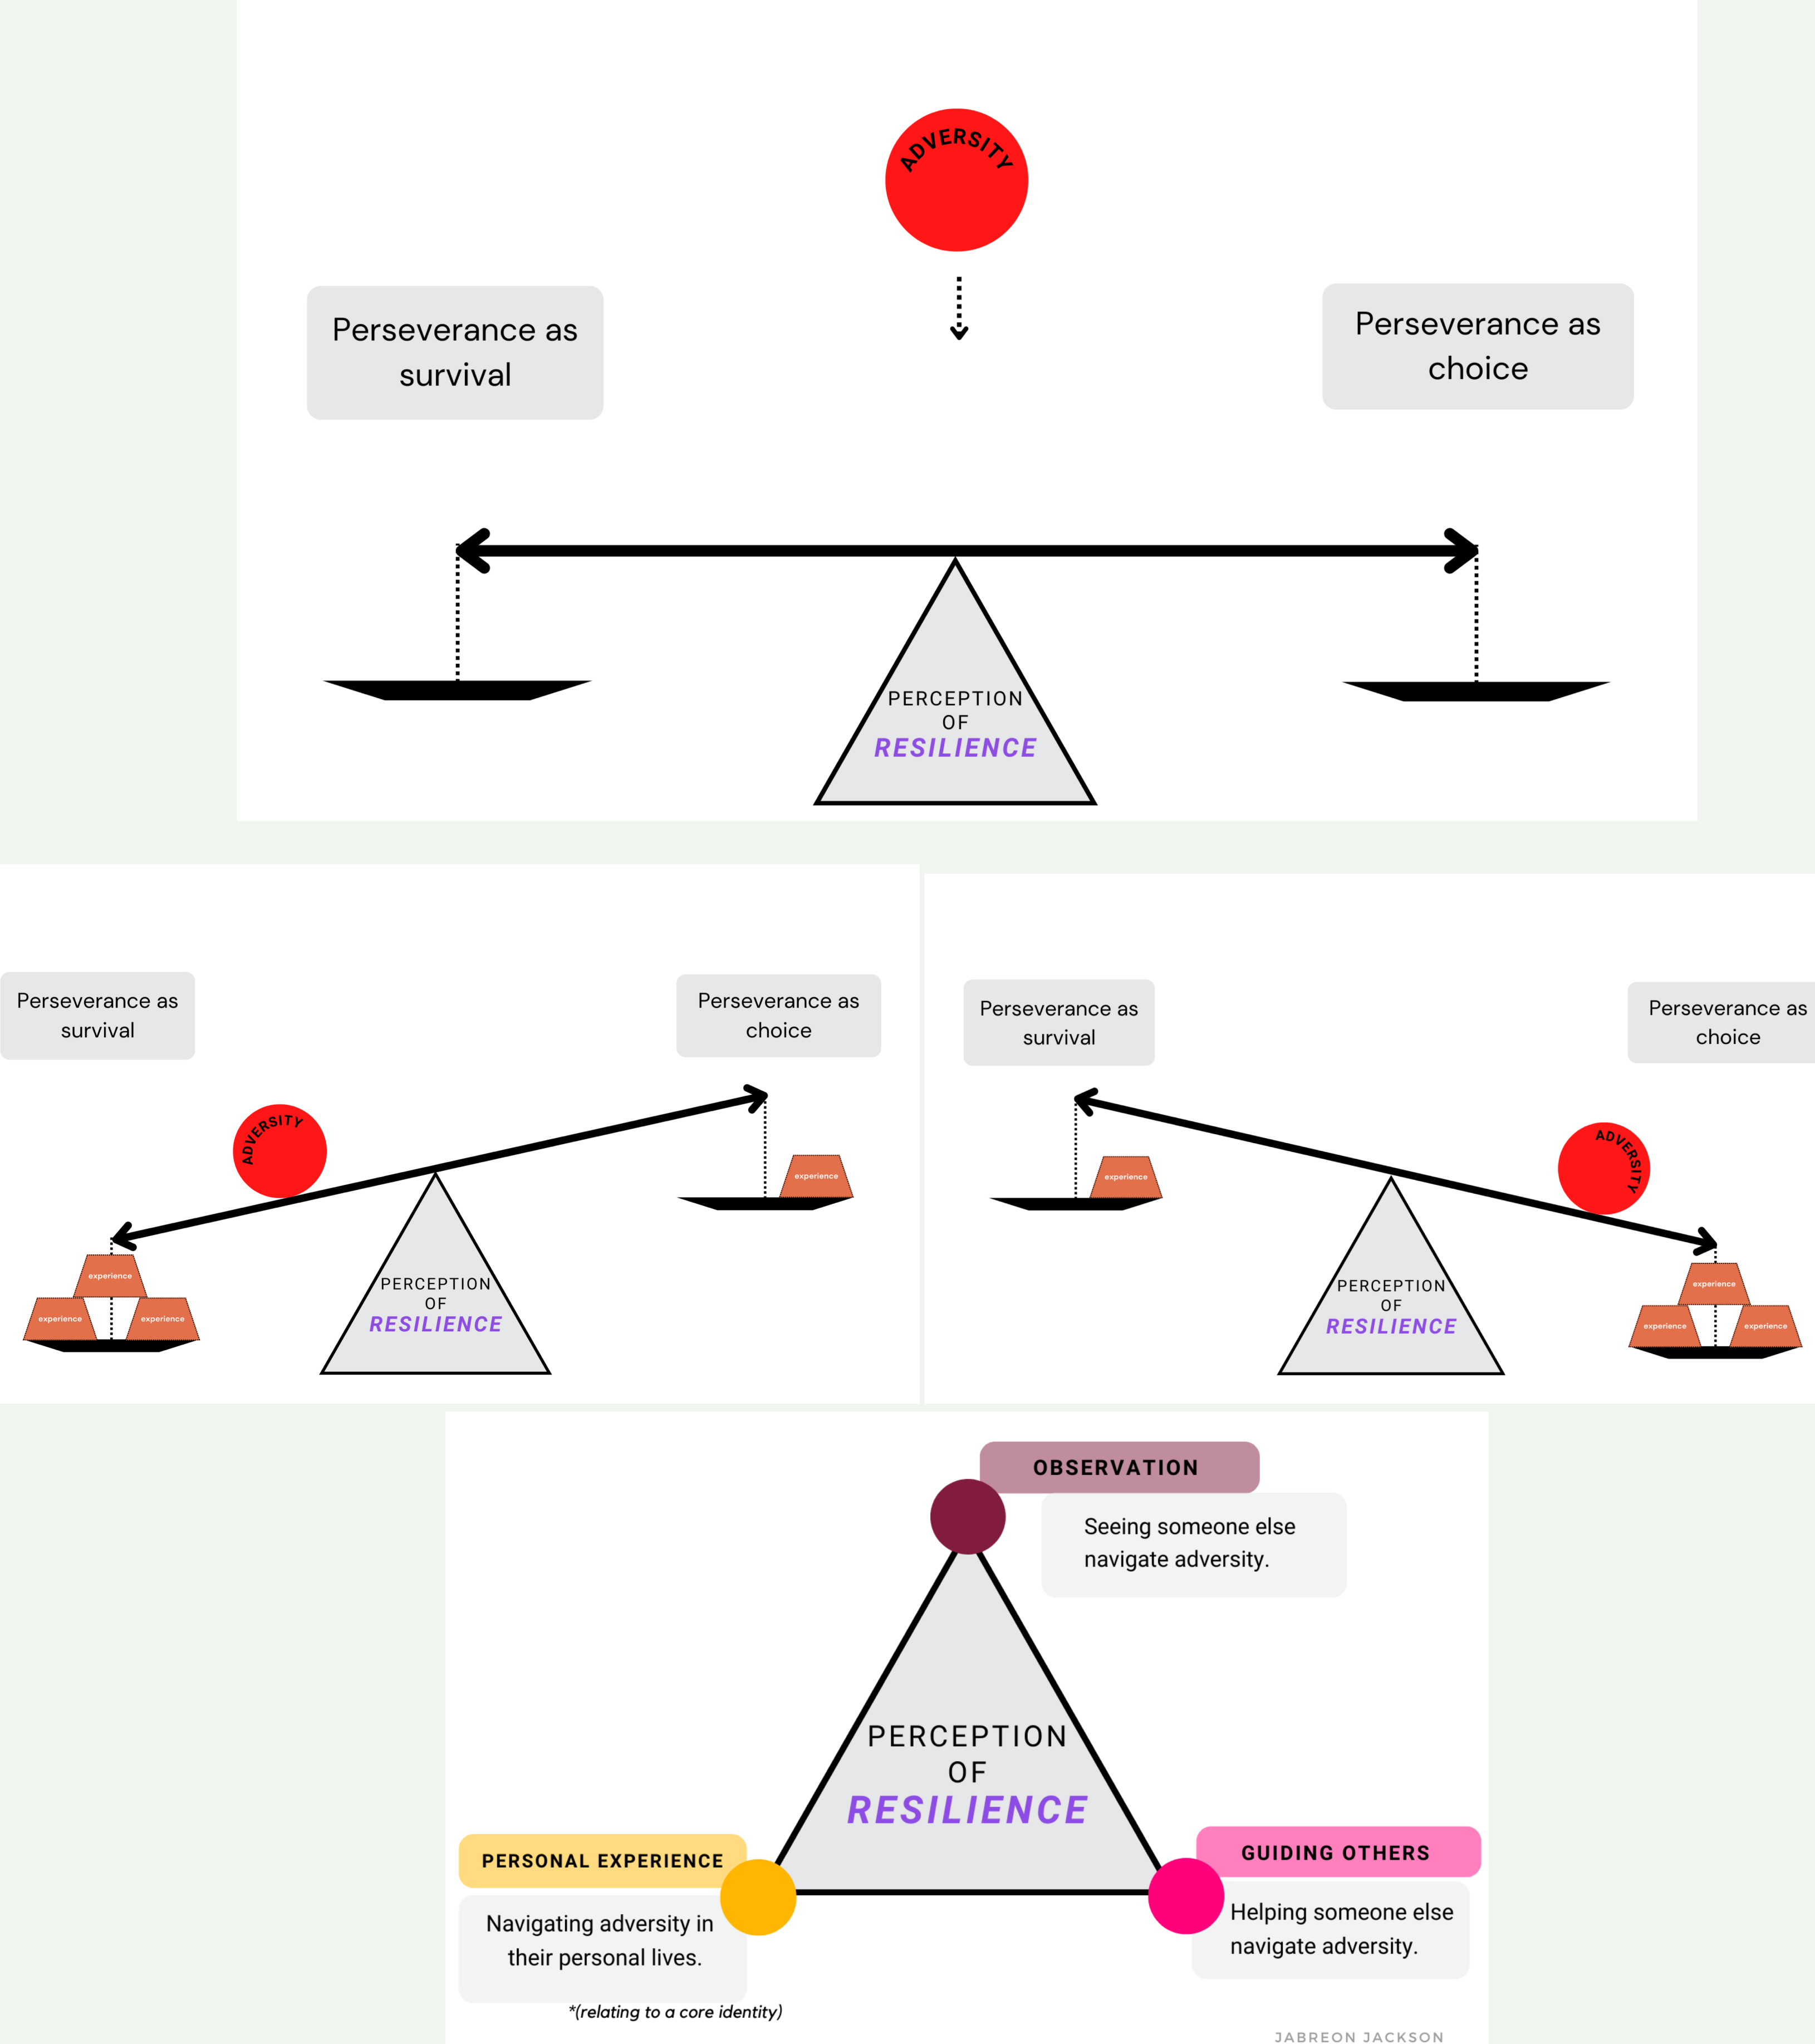 ADVERSITY
Perseverance as
survival
Perseverance as
choice
PERCEPTION
OF
RESILIENCE
Perseverance as
survival
Perseverance as
choice
ADVERSITY
experience
experience
experience
experience
PERCEPTION
OF
RESILIENCE
Perseverance as
survival
Perseverance as
choice
ADVERSITY
experience
experience
experience
experience
PERCEPTION
OF
RESILIENCE
OBSERVATION
Seeing someone else
navigate adversity.
PERCEPTION
OF
RESILIENCE
PERSONAL EXPERIENCE
Navigating adversity in
their personal lives.
*(relating to a core identity)
GUIDING OTHERS
Helping someone else
navigate adversity.
JABREON JACKSON